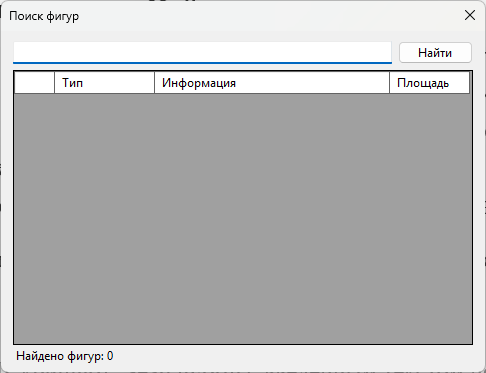 Поиск фигур
Найти
Тип Информация Площадь
Найдено фигур: 0